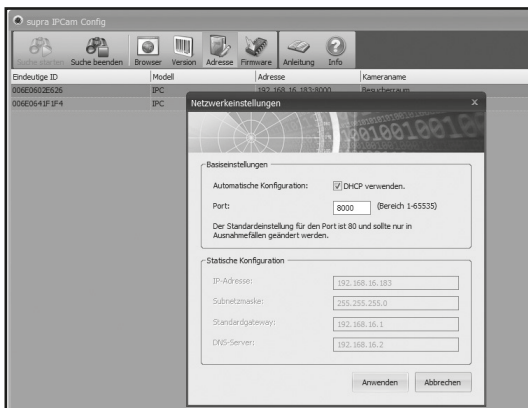 supra IPCam Config
Suche starten Suche beenden Browser Version Adresse Firmware Anleitung Info
Eindeutige ID Modell Adresse Kameraname
006E0602E626 IPC 192.168.16.183:8000 Besucherraum
006E0641F1F4 IPC
Netzwerkeinstellungen x
Basiseinstellungen
Automatische Konfiguration: DHCP verwenden.
Port: 8000 (Bereich 1-65535)
Der Standardeinstellung für den Port ist 80 und sollte nur in
Ausnahmefällen geändert werden.
Statische Konfiguration
IP-Adresse: 192.168.16.183
Subnetzmaske: 255.255.255.0
Standardgateway: 192.168.16.1
DNS-Server: 192.168.16.2
Anwenden Abbrechen